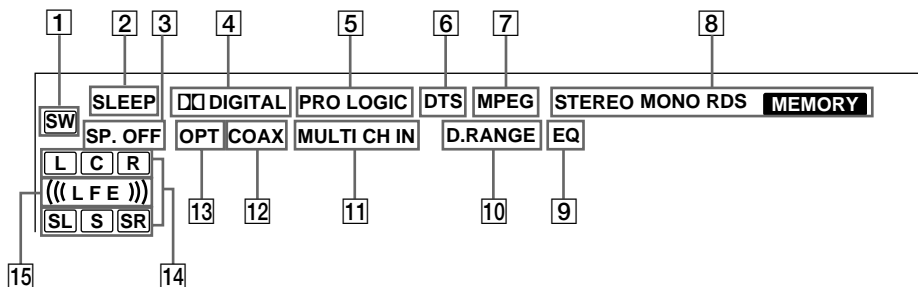 1 2 3 4 5 6 7 8
SLEEP DIGITAL PRO LOGIC DTS MPEG STEREO MONO RDS MEMORY
SW
SP. OFF OPT COAX MULTI CH IN D.RANGE EQ
L C R
((( L F E )))
SL S SR
13 12 11 10 9
15 14